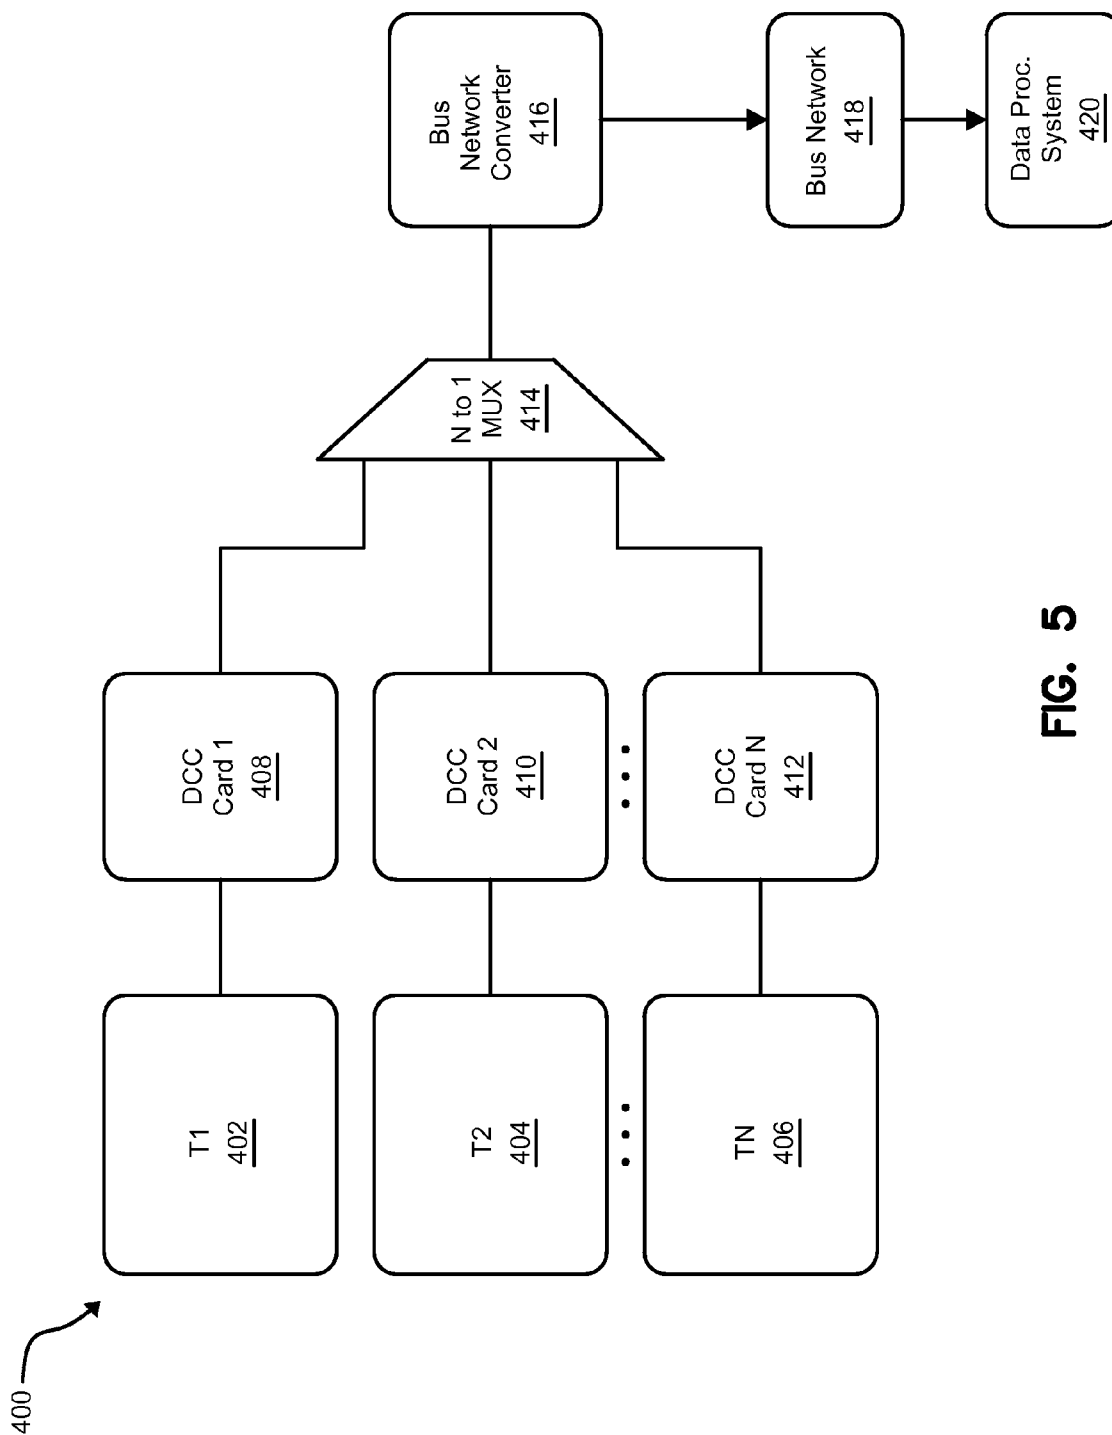 400
T1
402
T2
404
TN
406
DCC
Card 1
408
DCC
Card 2
410
DCC
Card N
412
N to 1
MUX
414
Bus
Network
Converter
416
Bus Network
418
Data Proc.
System
420
FIG. 5